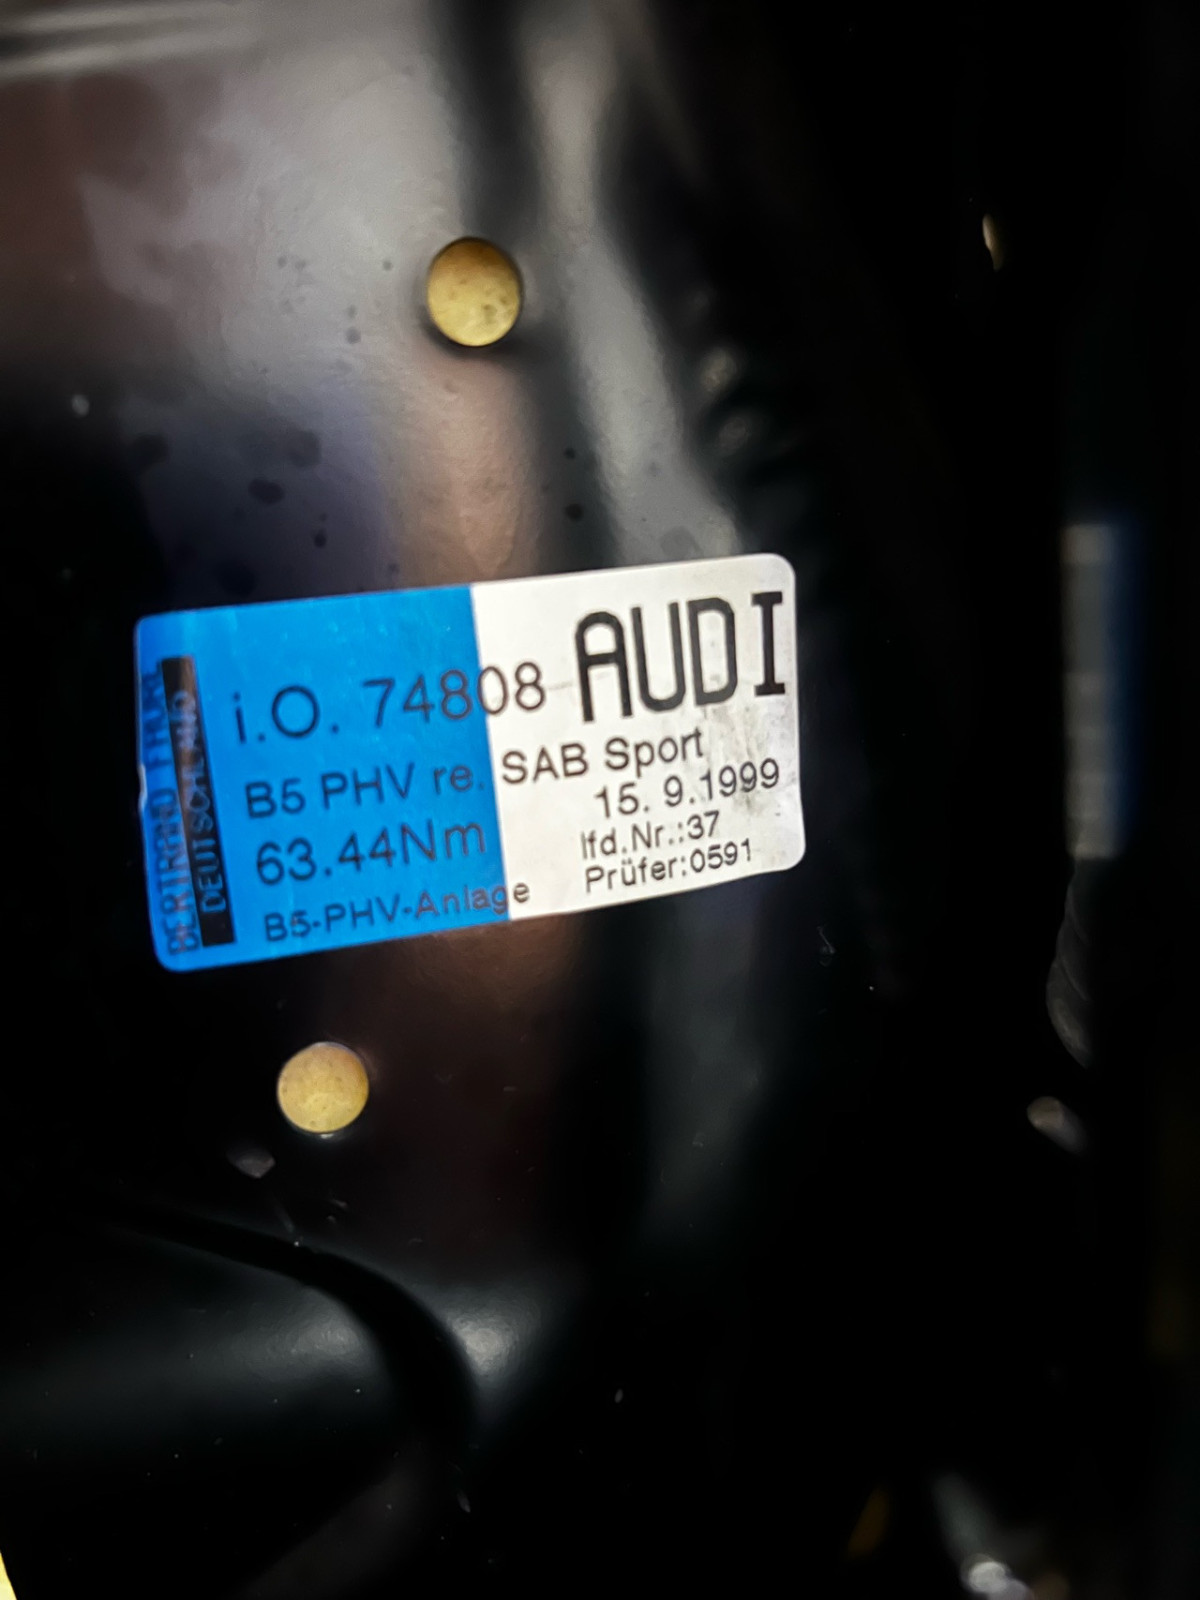 AUDI
i.O. 74808
B5 PHV re. SAB Sport
15. 9.1999
63.44Nm
lfd.Nr.:37
Prüfer:0591
B5-PHV-Anlage
BERTRAND FAURE
DEUTSCHLAND